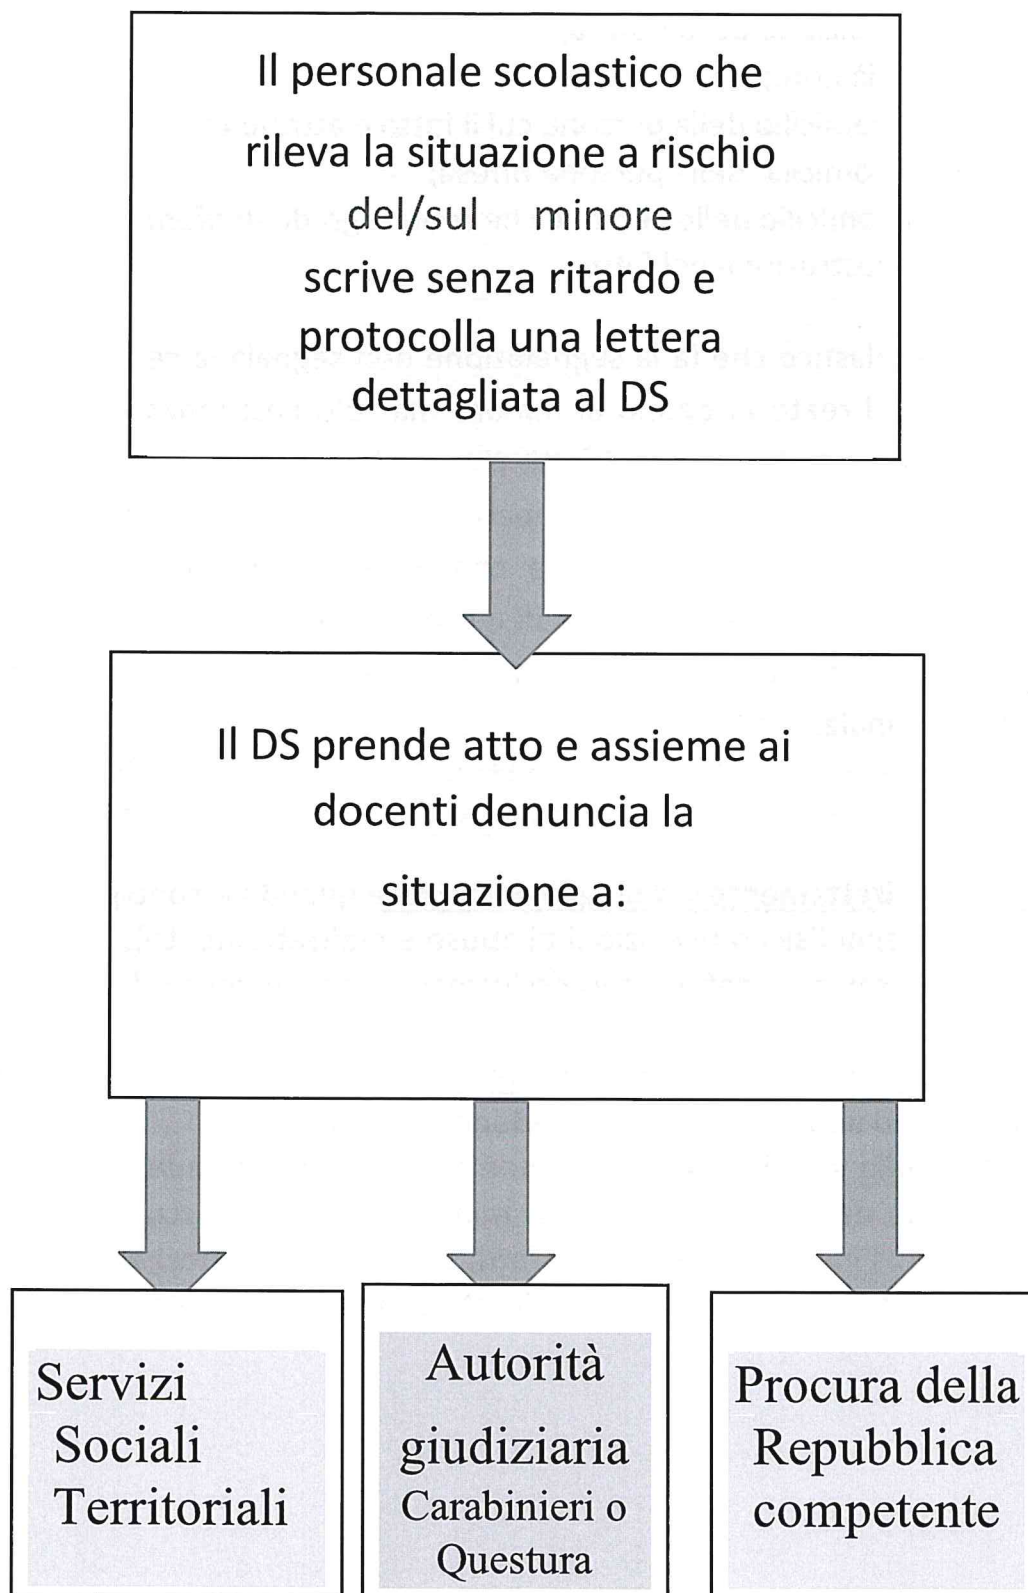 Il personale scolastico che
rileva la situazione a rischio
del/sul minore
scrive senza ritardo e
protocolla una lettera
dettagliata al DS
Il DS prende atto e assieme ai
docenti denuncia la
situazione a:
Servizi
Sociali
Territoriali
Autorità
giudiziaria
Carabinieri o
Questura
Procura della
Repubblica
competente